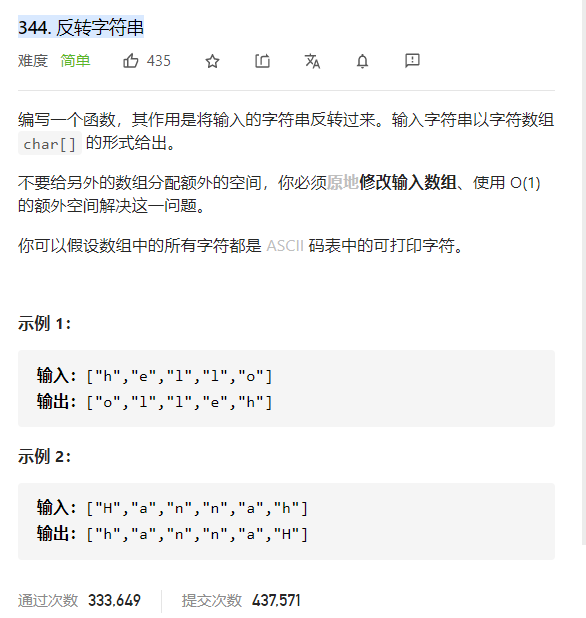 344. 反转字符串
难度 简单 435
编写一个函数，其作用是将输入的字符串反转过来。输入字符串以字符数组
char[] 的形式给出。
不要给另外的数组分配额外的空间，你必须原地修改输入数组、使用 O(1)
的额外空间解决这一问题。
你可以假设数组中的所有字符都是 ASCII 码表中的可打印字符。
示例 1：
输入：["h","e","l","l","o"]
输出：["o","l","l","e","h"]
示例 2：
输入：["H","a","n","n","a","h"]
输出：["h","a","n","n","a","H"]
通过次数 333,649 提交次数 437,571